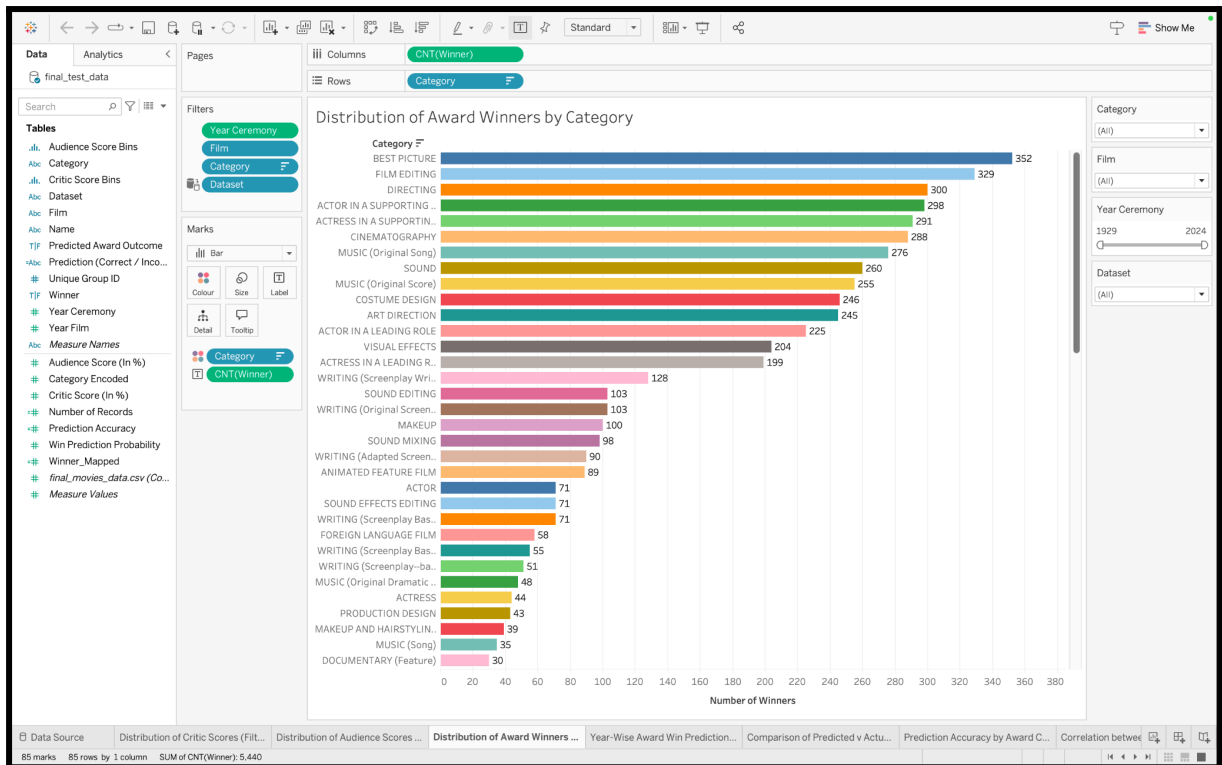 Standard
Show Me
Data
Analytics
final_test_data
Search
Tables
Audience Score Bins
Abc Category
Critic Score Bins
Abc Dataset
Abc Film
Abc Name
T|F Predicted Award Outcome
=Abc Prediction (Correct / Inco...
# Unique Group ID
T|F Winner
# Year Ceremony
# Year Film
Abc Measure Names
# Audience Score (In %)
# Category Encoded
# Critic Score (In %)
=# Number of Records
=# Prediction Accuracy
# Win Prediction Probability
=# Winner_Mapped
# final_movies_data.csv (Co...
# Measure Values
Pages
Filters
Year Ceremony
Film
Category
Dataset
Marks
Bar
Colour
Size
Label
Detail
Tooltip
Category
CNT(Winner)
Columns
CNT(Winner)
Rows
Category
Distribution of Award Winners by Category
Category
BEST PICTURE 352
FILM EDITING 329
DIRECTING 300
ACTOR IN A SUPPORTING .. 298
ACTRESS IN A SUPPORTIN.. 291
CINEMATOGRAPHY 288
MUSIC (Original Song) 276
SOUND 260
MUSIC (Original Score) 255
COSTUME DESIGN 246
ART DIRECTION 245
ACTOR IN A LEADING ROLE 225
VISUAL EFFECTS 204
ACTRESS IN A LEADING R.. 199
WRITING (Screenplay Wri.. 128
SOUND EDITING 103
WRITING (Original Screen.. 103
MAKEUP 100
SOUND MIXING 98
WRITING (Adapted Screen.. 90
ANIMATED FEATURE FILM 89
ACTOR 71
SOUND EFFECTS EDITING 71
WRITING (Screenplay Bas.. 71
FOREIGN LANGUAGE FILM 58
WRITING (Screenplay Bas.. 55
WRITING (Screenplay--ba.. 51
MUSIC (Original Dramatic .. 48
ACTRESS 44
PRODUCTION DESIGN 43
MAKEUP AND HAIRSTYLIN.. 39
MUSIC (Song) 35
DOCUMENTARY (Feature) 30
0 20 40 60 80 100 120 140 160 180 200 220 240 260 280 300 320 340 360 380
Number of Winners
Category
(All)
Film
(All)
Year Ceremony
1929 2024
Dataset
(All)
Data Source
Distribution of Critic Scores (Filt...
Distribution of Audience Scores ...
Distribution of Award Winners ...
Year-Wise Award Win Prediction...
Comparison of Predicted v Actu...
Prediction Accuracy by Award C...
Correlation betwee
85 marks 85 rows by 1 column SUM of CNT(Winner): 5,440